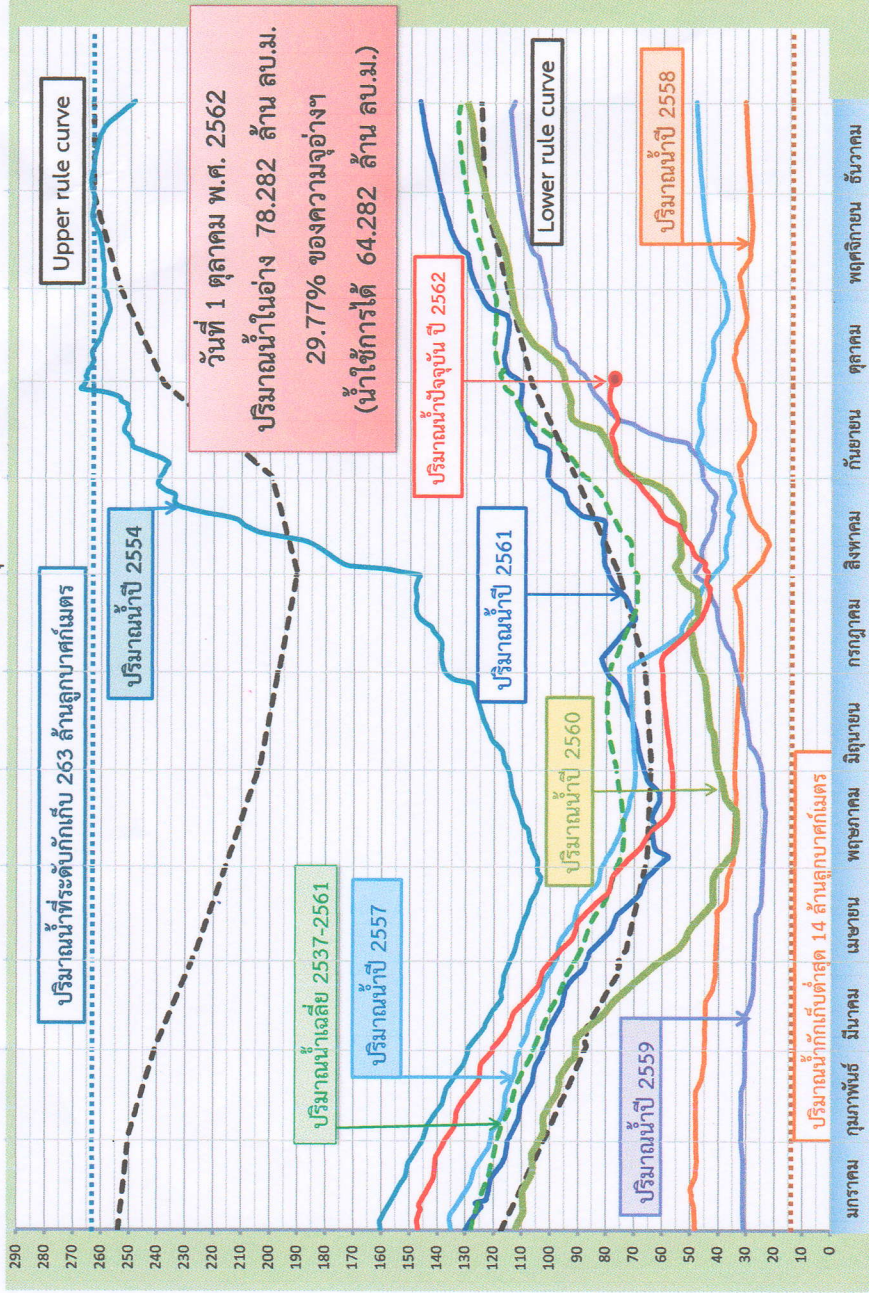 290
280
270
260
250
240
230
220
210
200
190
180
170
160
150
140
130
120
110
100
90
80
70
60
50
40
30
20
10
0
ปริมาณน้ำที่ระดับกักเก็บ 263 ล้านลูกบาศก์เมตร
Upper rule curve
ปริมาณน้ำปี 2554
วันที่ 1 ตุลาคม พ.ศ. 2562
ปริมาณน้ำในอ่าง 78.282 ล้าน ลบ.ม.
29.77% ของความจุอ่างฯ
(น้ำใช้การได้ 64.282 ล้าน ลบ.ม.)
ปริมาณน้ำเฉลี่ย 2537-2561
ปริมาณน้ำปี 2557
ปริมาณน้ำปี 2561
ปริมาณน้ำปัจจุบัน ปี 2562
Lower rule curve
ปริมาณน้ำปี 2560
ปริมาณน้ำปี 2559
ปริมาณน้ำปี 2558
ปริมาณน้ำกักเก็บต่ำสุด 14 ล้านลูกบาศก์เมตร
มกราคม กุมภาพันธ์ มีนาคม เมษายน พฤษภาคม มิถุนายน กรกฎาคม สิงหาคม กันยายน ตุลาคม พฤศจิกายน ธันวาคม